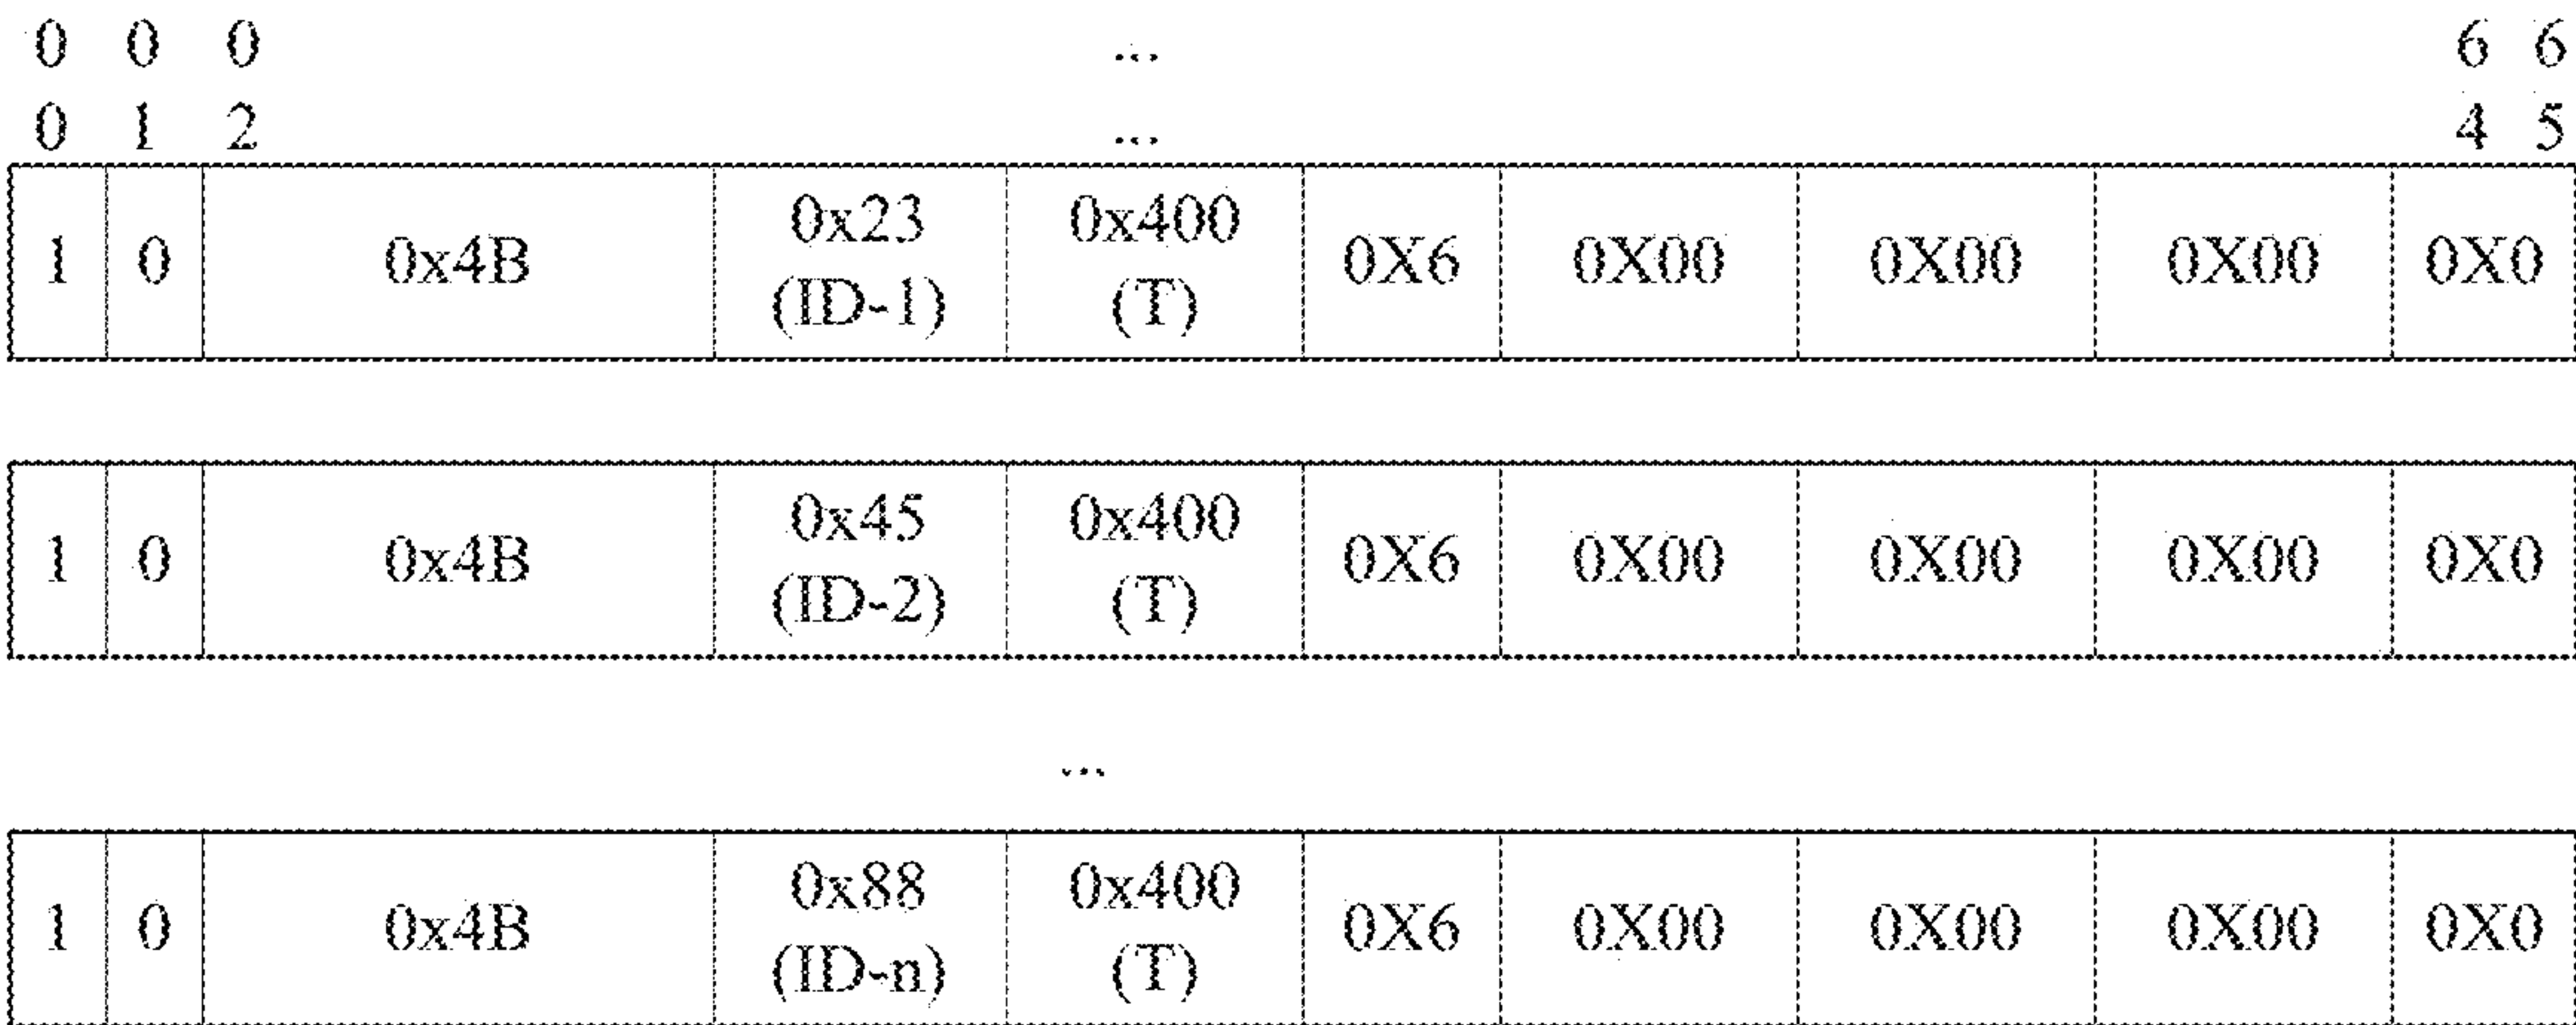 0 0 0 ... 6 6
0 1 2 ... 4 5
1 0 0x4B 0x23 (ID-1) 0x400 (T) 0X6 0X00 0X00 0X00 0X0
1 0 0x4B 0x45 (ID-2) 0x400 (T) 0X6 0X00 0X00 0X00 0X0
...
1 0 0x4B 0x88 (ID-n) 0x400 (T) 0X6 0X00 0X00 0X00 0X0